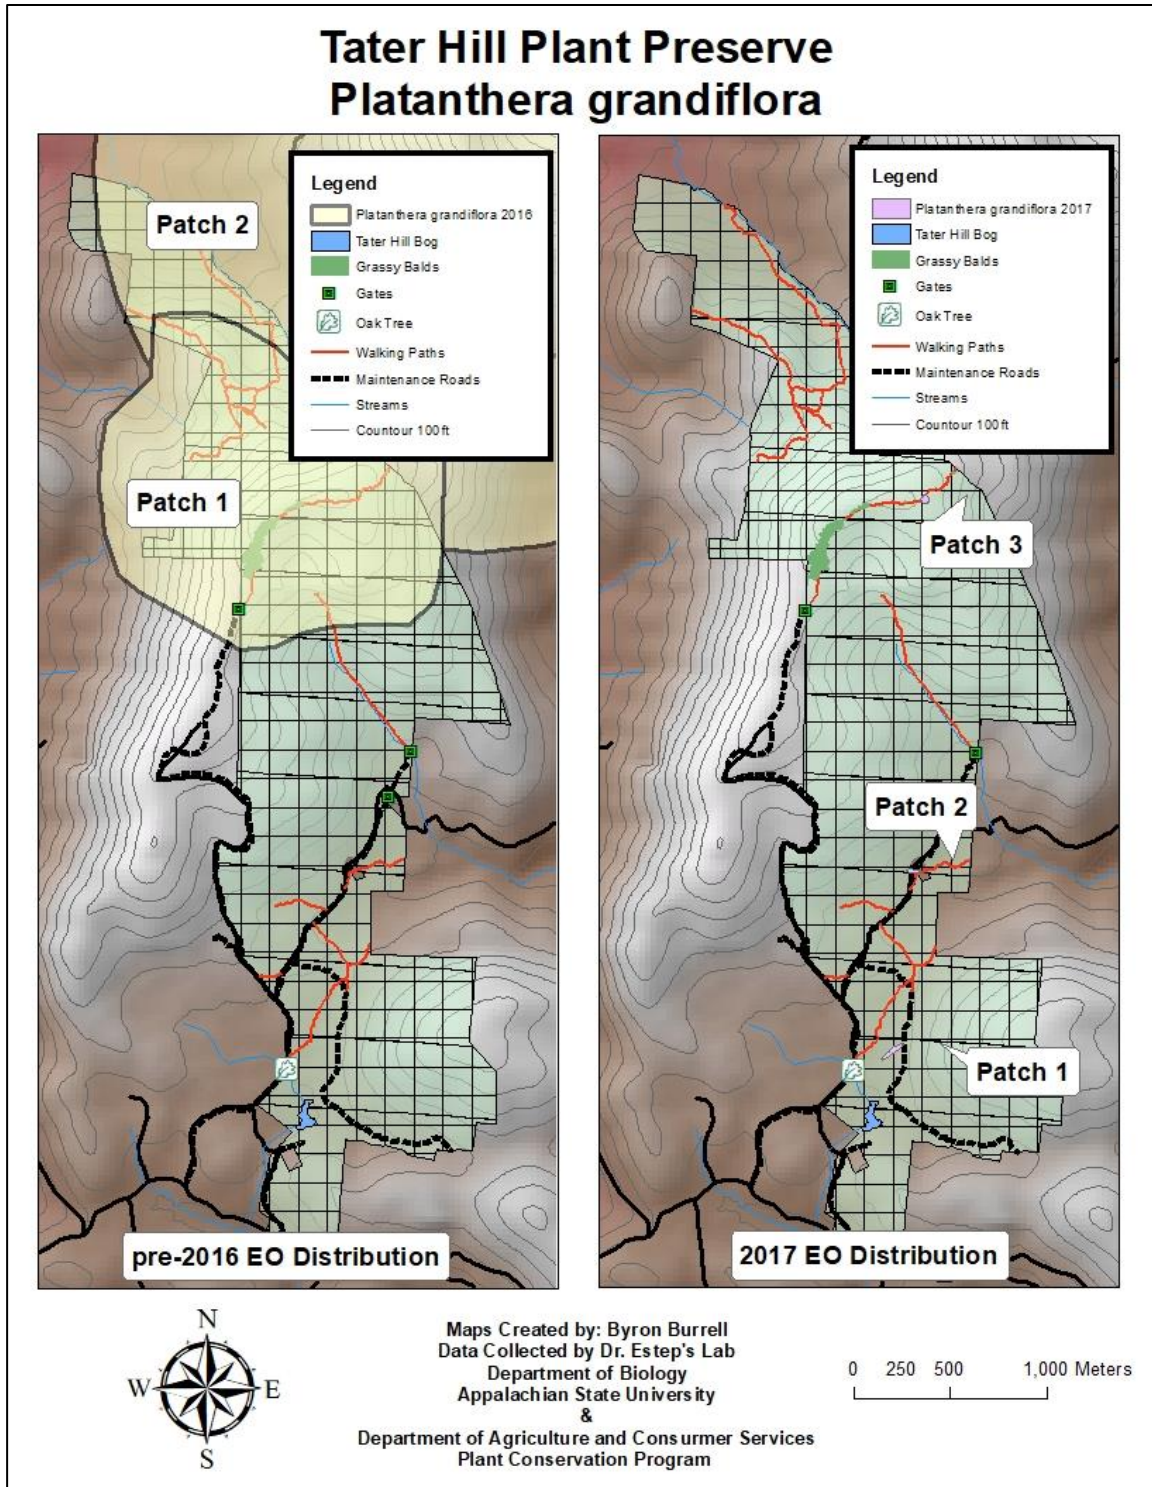 Tater Hill Plant Preserve
Platanthera grandiflora
Legend
Platanthera grandiflora 2016
Tater Hill Bog
Grassy Balds
Gates
Oak Tree
Walking Paths
Maintenance Roads
Streams
Countour 100ft
Patch 2
Patch 1
pre-2016 EO Distribution
Legend
Platanthera grandiflora 2017
Tater Hill Bog
Grassy Balds
Gates
Oak Tree
Walking Paths
Maintenance Roads
Streams
Countour 100ft
Patch 3
Patch 2
Patch 1
2017 EO Distribution
N
W E
S
Maps Created by: Byron Burrell
Data Collected by Dr. Estep's Lab
Department of Biology
Appalachian State University
&
Department of Agriculture and Consurmer Services
Plant Conservation Program
0 250 500 1,000 Meters